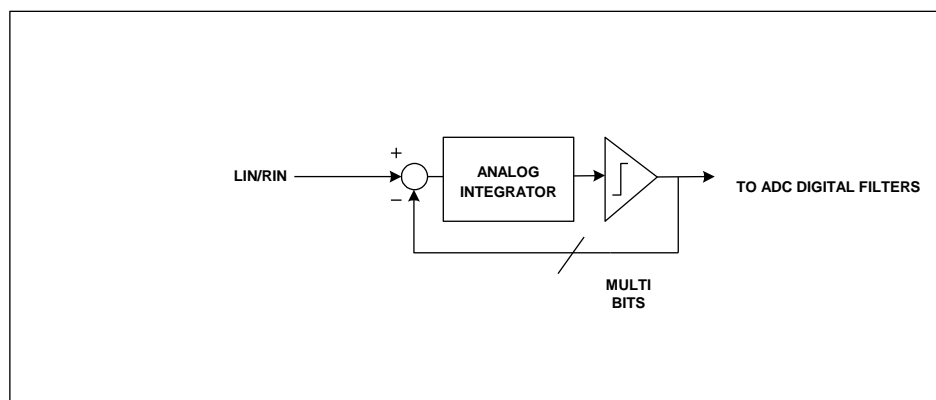 +
LIN/RIN
ANALOG
INTEGRATOR
TO ADC DIGITAL FILTERS
−
MULTI
BITS